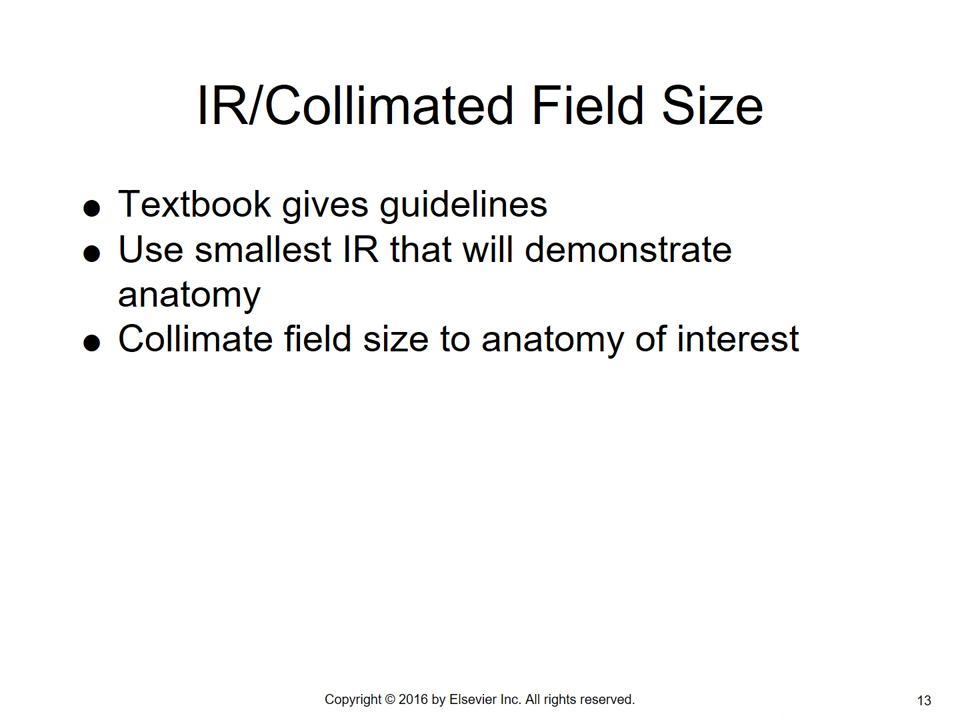 IR/Collimated Field Size
● Textbook gives guidelines
● Use smallest IR that will demonstrate
anatomy
● Collimate field size to anatomy of interest
Copyright © 2016 by Elsevier Inc. All rights reserved.
13